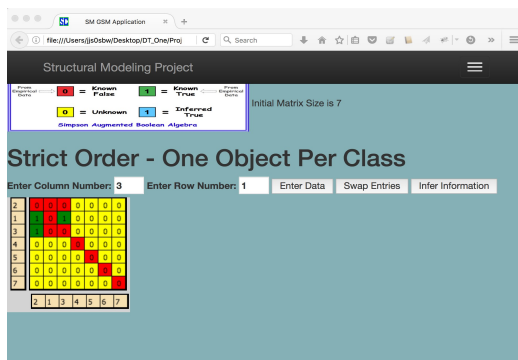 SC SM GSM Application × +
file:///Users/jjs0sbw/Desktop/DT_One/Proj C Search
Structural Modeling Project
From Empirical Data 0 = Known False 1 = Known True From Empirical Data
0 = Unknown 1 = Inferred True
Simpson Augmented Boolean Algebra
Initial Matrix Size is 7
Strict Order - One Object Per Class
Enter Column Number: 3 Enter Row Number: 1 Enter Data Swap Entries Infer Information
2 0 0 0 0 0 0 0
1 1 0 1 0 0 0 0
3 1 0 0 0 0 0 0
4 0 0 0 0 0 0 0
5 0 0 0 0 0 0 0
6 0 0 0 0 0 0 0
7 0 0 0 0 0 0 0
2 1 3 4 5 6 7